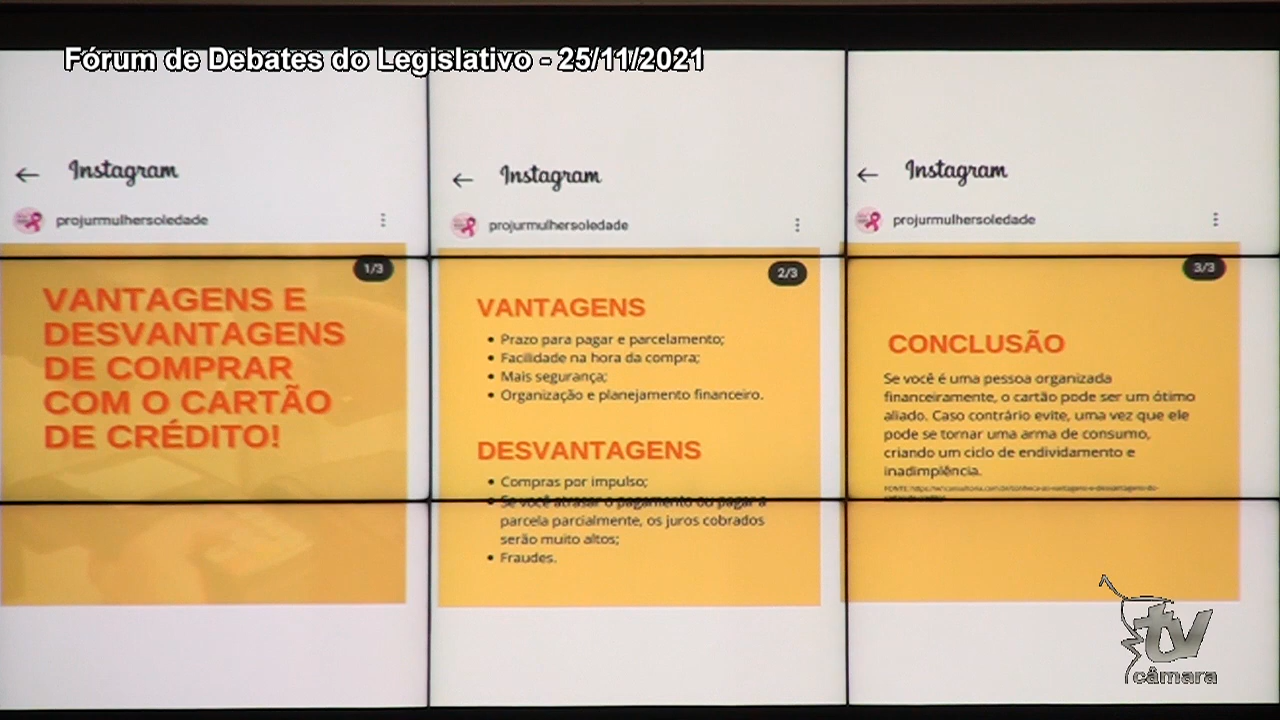 Fórum de Debates do Legislativo - 25/11/2021
Instagram
projurmulhersoledade
1/3
VANTAGENS E
DESVANTAGENS
DE COMPRAR
COM O CARTÃO
DE CRÉDITO!
Instagram
projurmulhersoledade
2/3
VANTAGENS
• Prazo para pagar e parcelamento;
• Facilidade na hora da compra;
• Mais segurança;
• Organização e planejamento financeiro.
DESVANTAGENS
• Compras por impulso;
• Se você atrasar o pagamento ou pagar a
parcela parcialmente, os juros cobrados
serão muito altos;
• Fraudes.
Instagram
projurmulhersoledade
3/3
CONCLUSÃO
Se você é uma pessoa organizada
financeiramente, o cartão pode ser um ótimo
aliado. Caso contrário evite, uma vez que ele
pode se tornar uma arma de consumo,
criando um ciclo de endividamento e
inadimplência.
FONTE:
tv
câmara